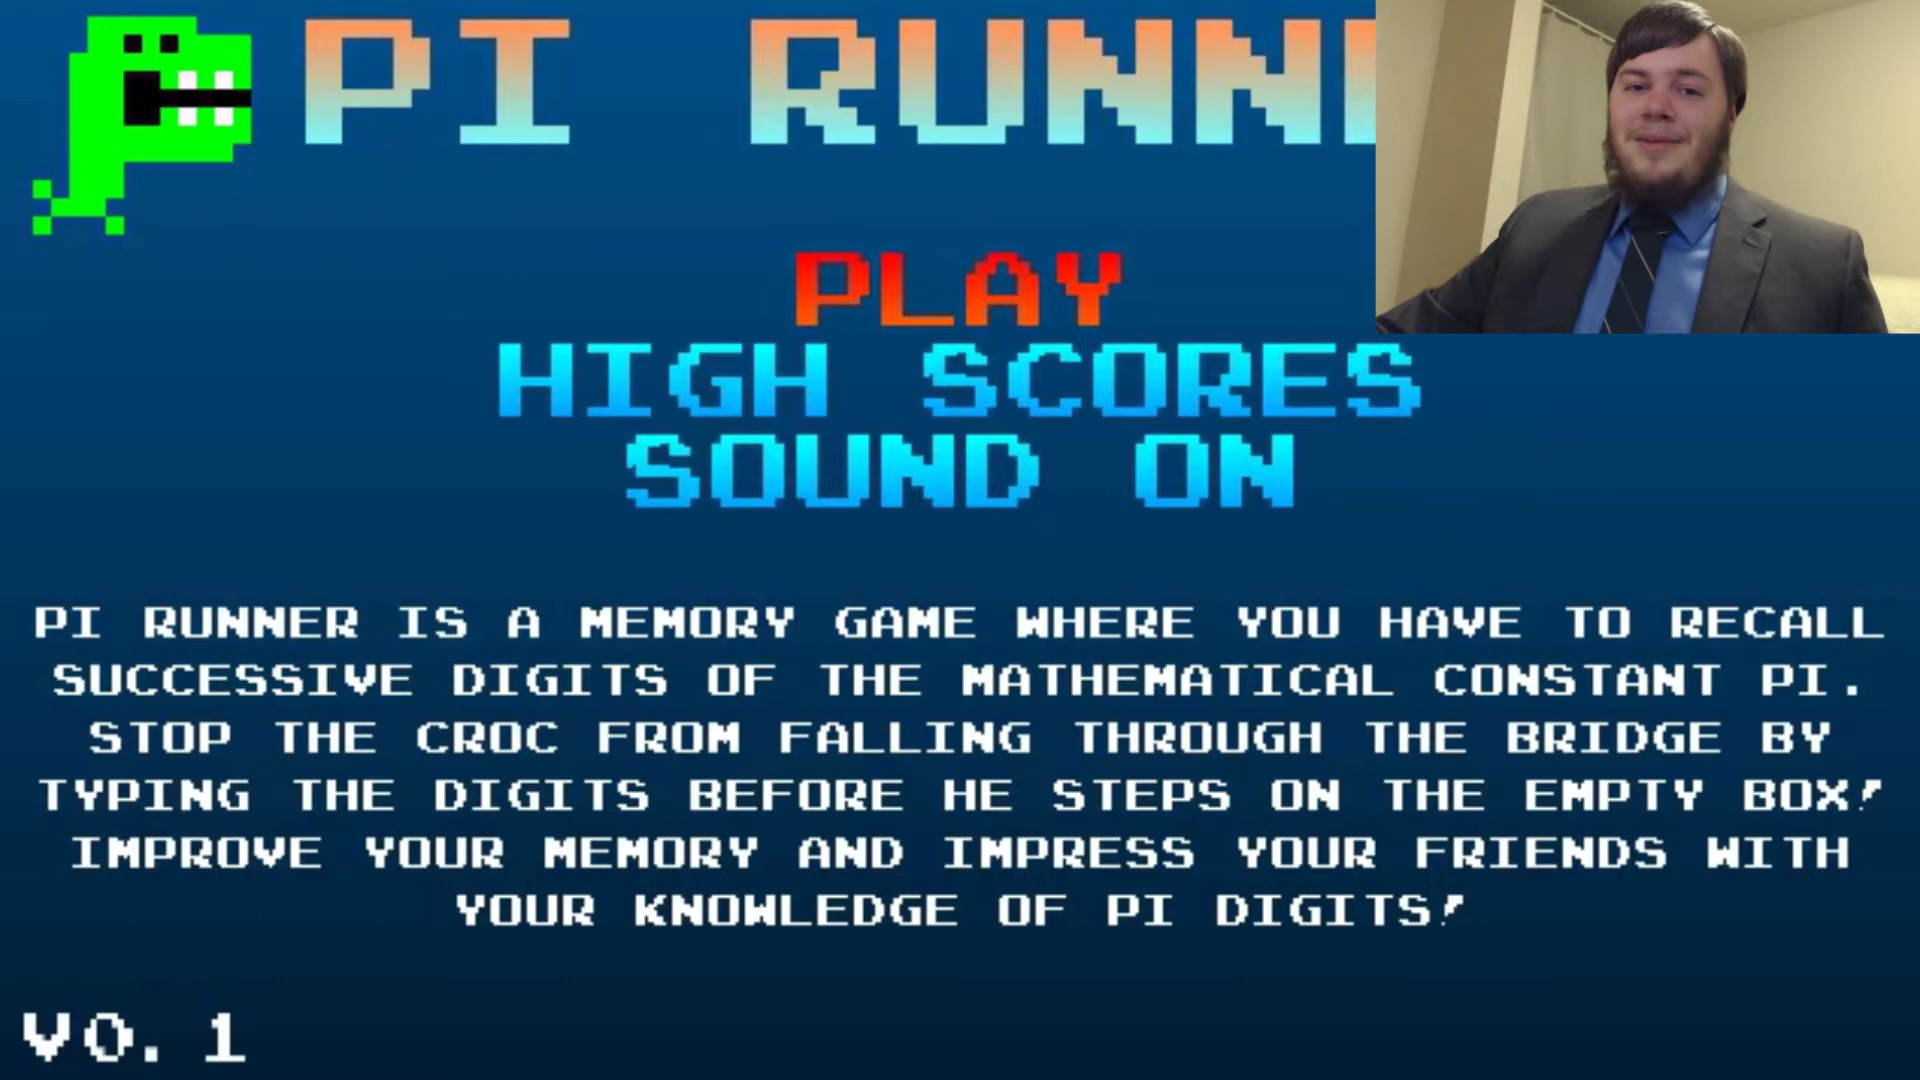 PI RUNN
PLAY
HIGH SCORES
SOUND ON
PI RUNNER IS A MEMORY GAME WHERE YOU HAVE TO RECALL
SUCCESSIVE DIGITS OF THE MATHEMATICAL CONSTANT PI.
STOP THE CROC FROM FALLING THROUGH THE BRIDGE BY
TYPING THE DIGITS BEFORE HE STEPS ON THE EMPTY BOX!
IMPROVE YOUR MEMORY AND IMPRESS YOUR FRIENDS WITH
YOUR KNOWLEDGE OF PI DIGITS!
V0.1